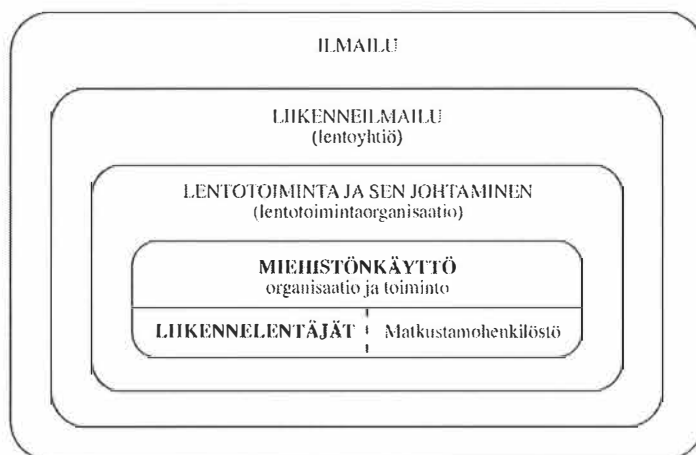 ILMAILU
LIIKENNEILMAILU
(lentoyhtiö)
LENTOTOIMINTA JA SEN JOHTAMINEN
(lentotoimintaorganisaatio)
MIEHISTÖNKÄYTTÖ
organisaatio ja toiminto
LIIKENNELENTÄJÄT
Matkustamohenkilöstö